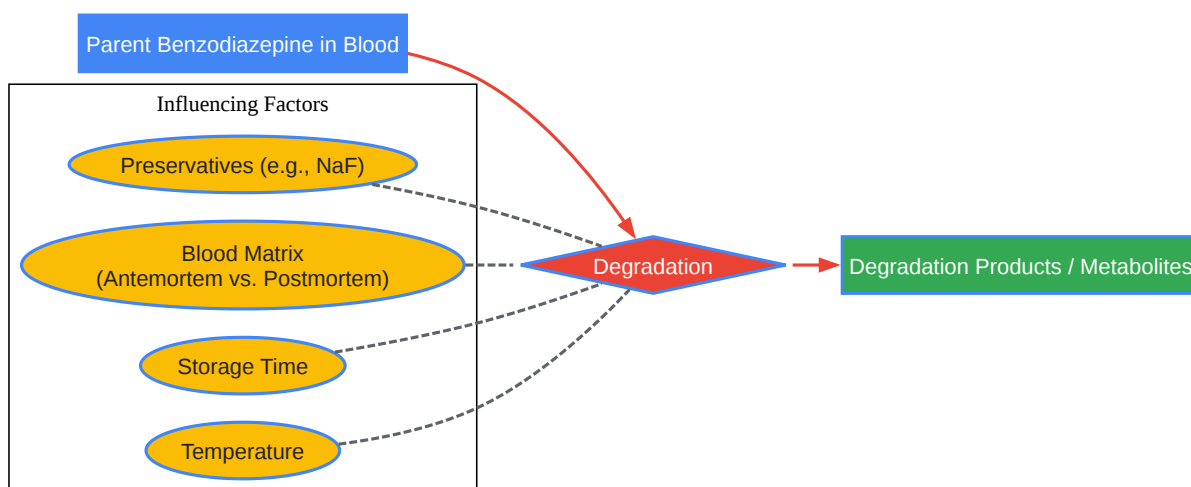 Parent Benzodiazepine in Blood
Influencing Factors
Preservatives (e.g., NaF)
Blood Matrix
(Antemortem vs. Postmortem)
Storage Time
Temperature
Degradation
Degradation Products / Metabolites